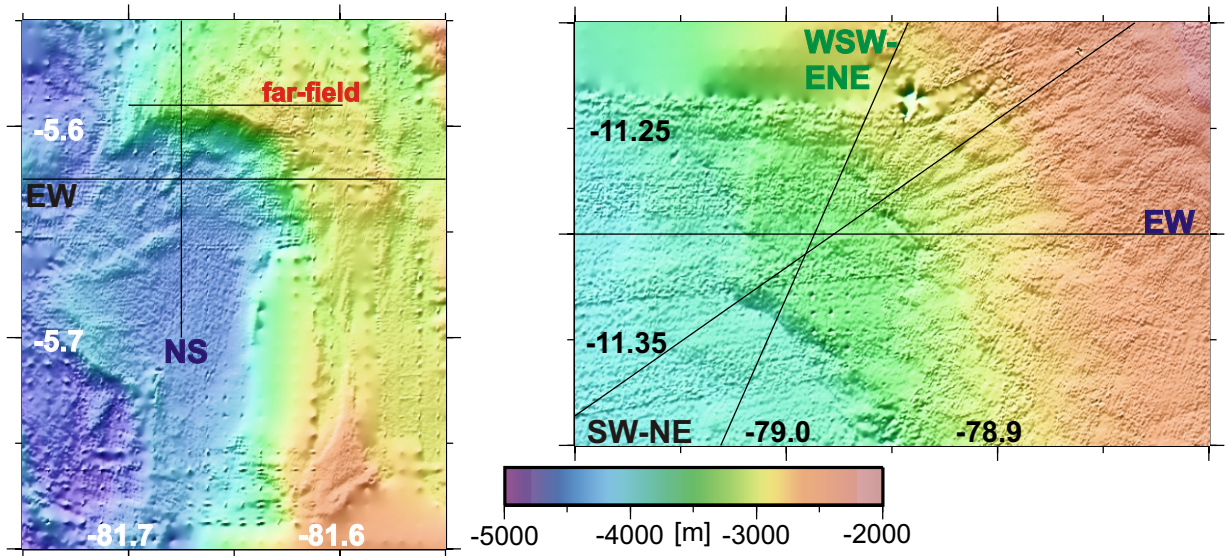 far-field
-5.6
EW
-5.7
NS
-81.7
-81.6
WSW-
ENE
-11.25
EW
-11.35
SW-NE
-79.0
-78.9
-5000
-4000
[m]
-3000
-2000